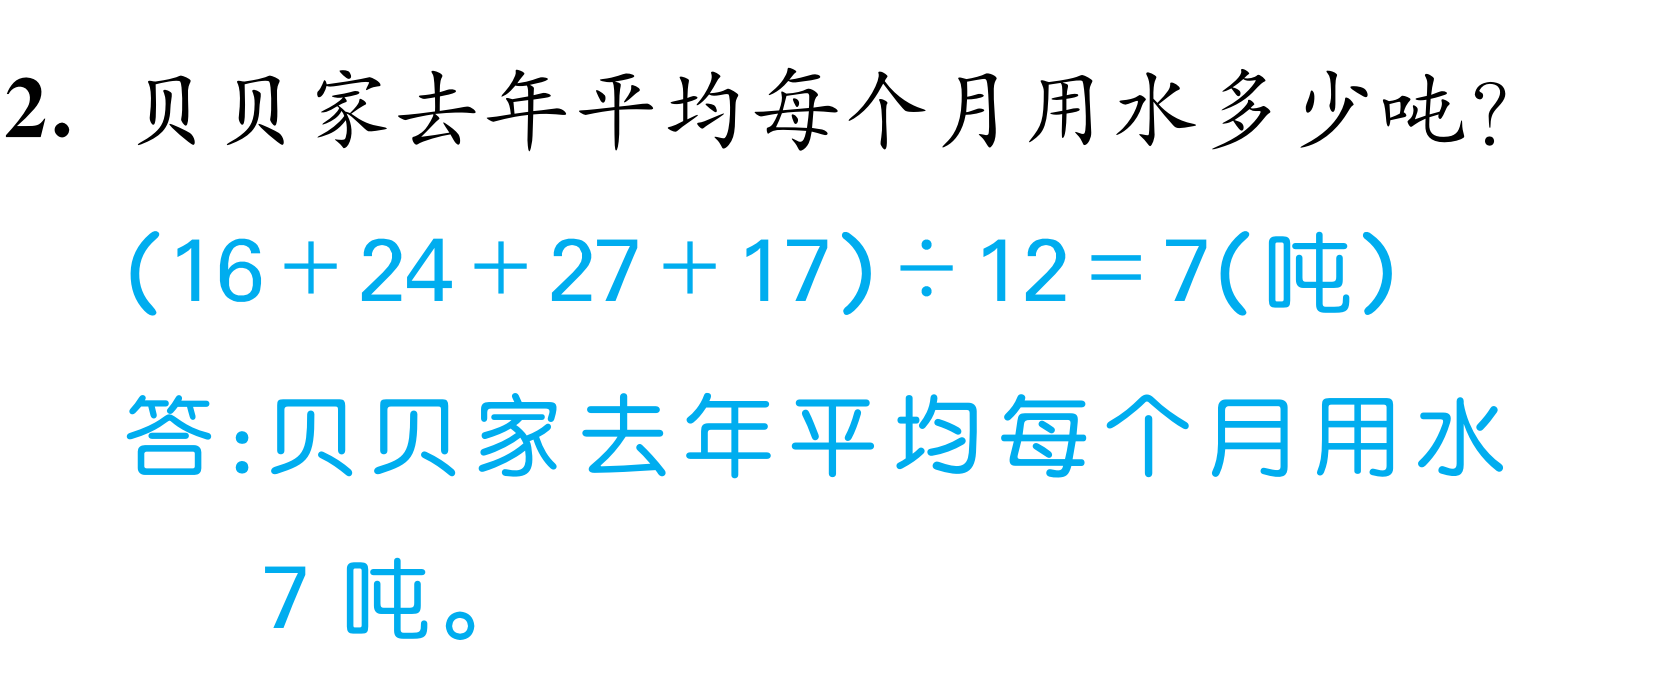 2. 贝贝家去年平均每个月用水多少吨?
(16＋24＋27＋17)÷12＝7(吨)
答:贝贝家去年平均每个月用水
7 吨。